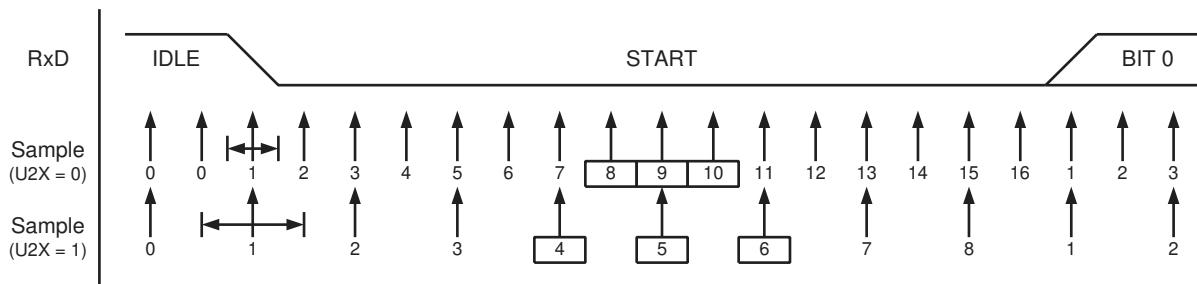 RxD IDLE START BIT 0
Sample
(U2X = 0)
0 0 1 2 3 4 5 6 7 8 9 10 11 12 13 14 15 16 1 2 3
Sample
(U2X = 1)
0 1 2 3 4 5 6 7 8 1 2